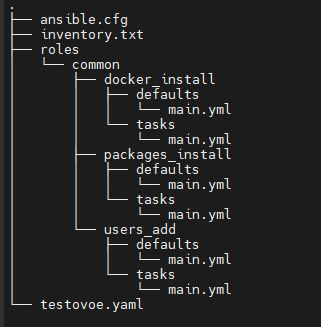 .
├── ansible.cfg
├── inventory.txt
├── roles
│   └── common
│       ├── docker_install
│       │   ├── defaults
│       │   │   └── main.yml
│       │   └── tasks
│       │       └── main.yml
│       ├── packages_install
│       │   ├── defaults
│       │   │   └── main.yml
│       │   └── tasks
│       │       └── main.yml
│       └── users_add
│           ├── defaults
│           │   └── main.yml
│           └── tasks
│               └── main.yml
└── testovoe.yaml